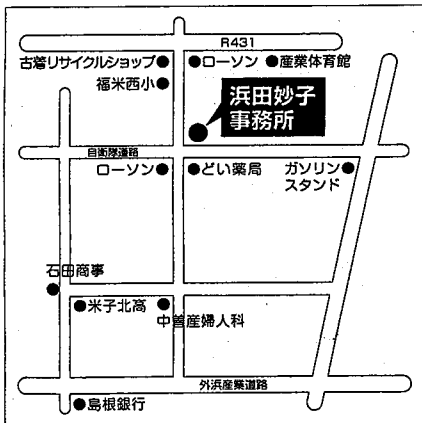 R431
古着リサイクルショップ●
●ローソン
●産業体育館
福米西小●
浜田妙子
事務所
自衛隊道路
ローソン●
●どい薬局
ガソリン●
スタンド
石田商事
●米子北高
中曽産婦人科
外浜産業道路
●島根銀行